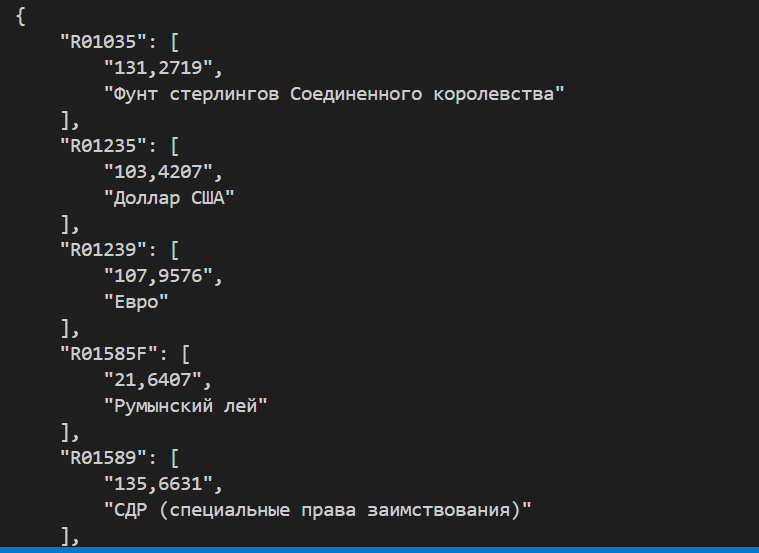 {
"R01035": [
"131,2719",
"Фунт стерлингов Соединенного королевства"
],
"R01235": [
"103,4207",
"Доллар США"
],
"R01239": [
"107,9576",
"Евро"
],
"R01585F": [
"21,6407",
"Румынский лей"
],
"R01589": [
"135,6631",
"СДР (специальные права заимствования)"
],